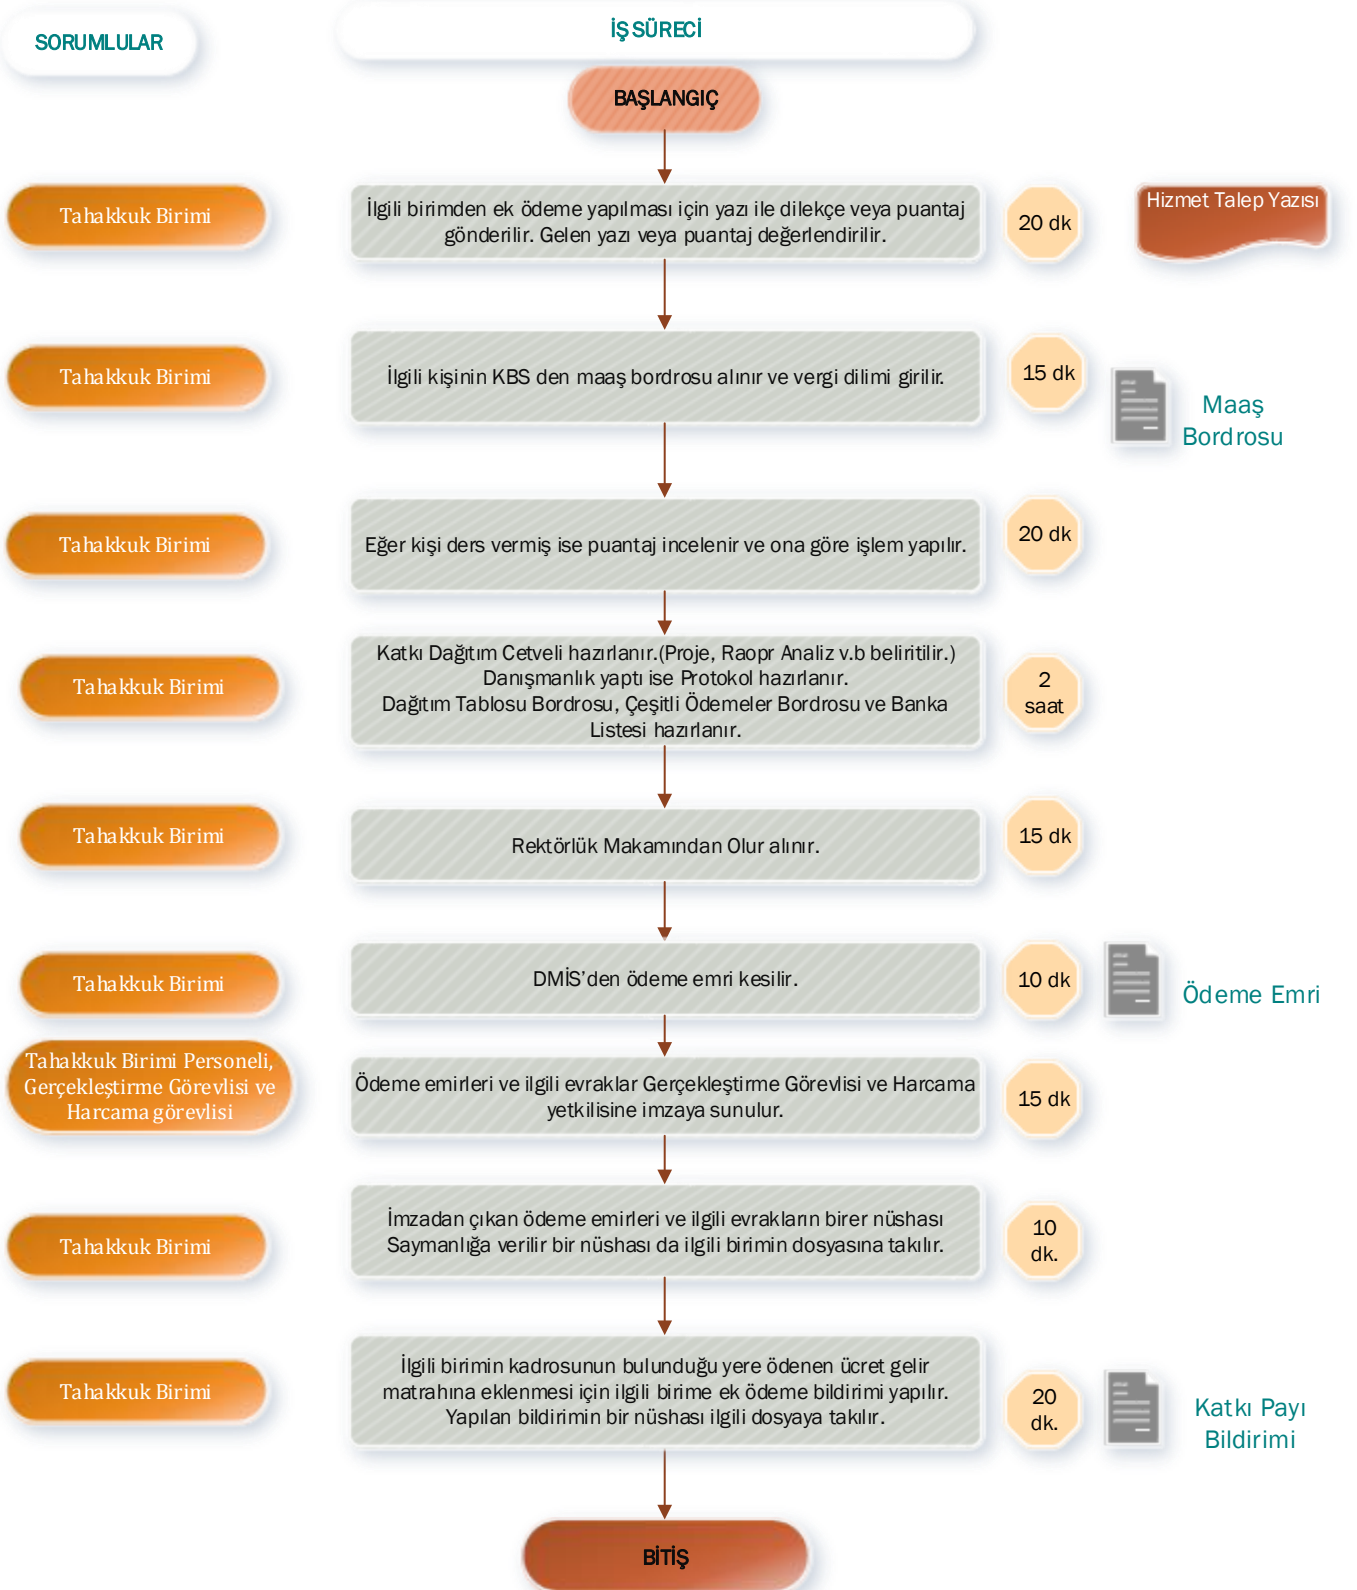 SORUMLULAR
İŞ SÜRECİ
BAŞLANGIÇ
Tahakkuk Birimi
İlgili birimden ek ödeme yapılması için yazı ile dilekçe veya puantaj
gönderilir. Gelen yazı veya puantaj değerlendirilir.
20 dk
Hizmet Talep Yazısı
Tahakkuk Birimi
İlgili kişinin KBS den maaş bordrosu alınır ve vergi dilimi girilir.
15 dk
Maaş
Bordrosu
Tahakkuk Birimi
Eğer kişi ders vermiş ise puantaj incelenir ve ona göre işlem yapılır.
20 dk
Tahakkuk Birimi
Katkı Dağıtım Cetveli hazırlanır.(Proje, Raopr Analiz v.b beliritilir.)
Danışmanlık yaptı ise Protokol hazırlanır.
Dağıtım Tablosu Bordrosu, Çeşitli Ödemeler Bordrosu ve Banka
Listesi hazırlanır.
2
saat
Tahakkuk Birimi
Rektörlük Makamından Olur alınır.
15 dk
Tahakkuk Birimi
DMİS’den ödeme emri kesilir.
10 dk
Ödeme Emri
Tahakkuk Birimi Personeli,
Gerçekleştirme Görevlisi ve
Harcama görevlisi
Ödeme emirleri ve ilgili evraklar Gerçekleştirme Görevlisi ve Harcama
yetkilisine imzaya sunulur.
15 dk
Tahakkuk Birimi
İmzadan çıkan ödeme emirleri ve ilgili evrakların birer nüshası
Saymanlığa verilir bir nüshası da ilgili birimin dosyasına takılır.
10
dk.
Tahakkuk Birimi
İlgili birimin kadrosunun bulunduğu yere ödenen ücret gelir
matrahına eklenmesi için ilgili birime ek ödeme bildirimi yapılır.
Yapılan bildirimin bir nüshası ilgili dosyaya takılır.
20
dk.
Katkı Payı
Bildirimi
BİTİŞ